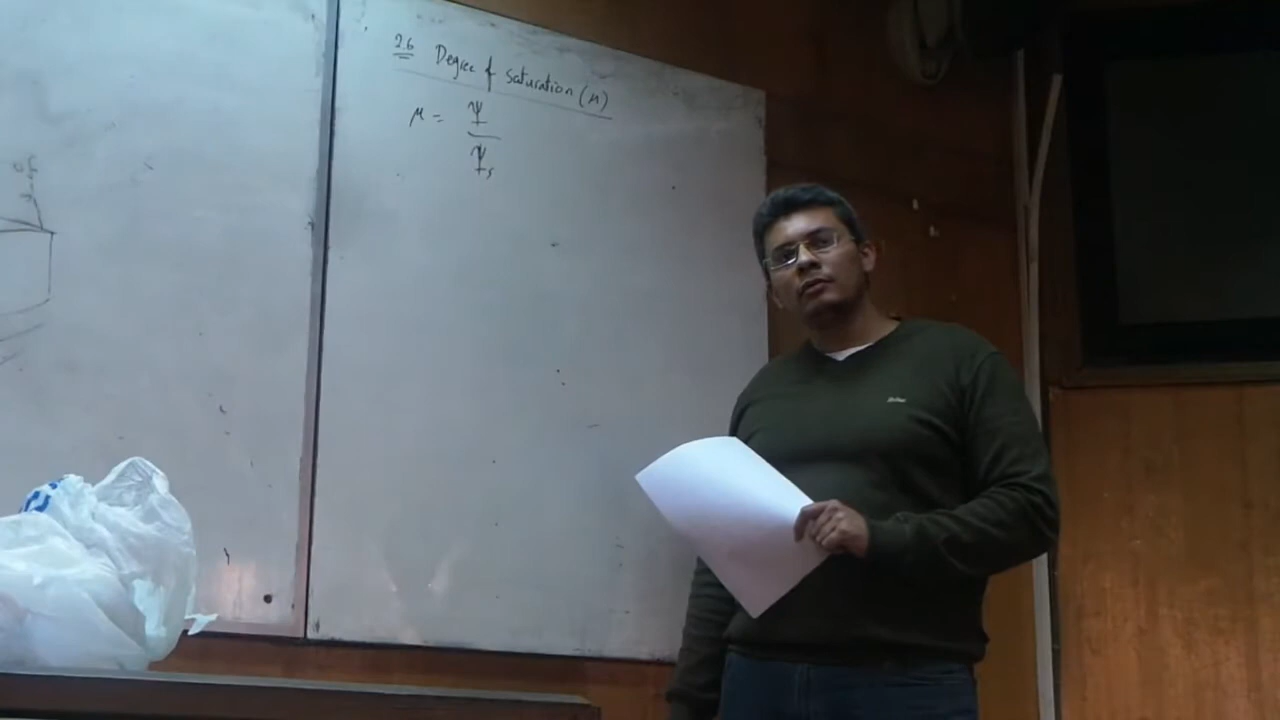 2.6 Degree of Saturation (μ)
μ = Ψ
Ψs